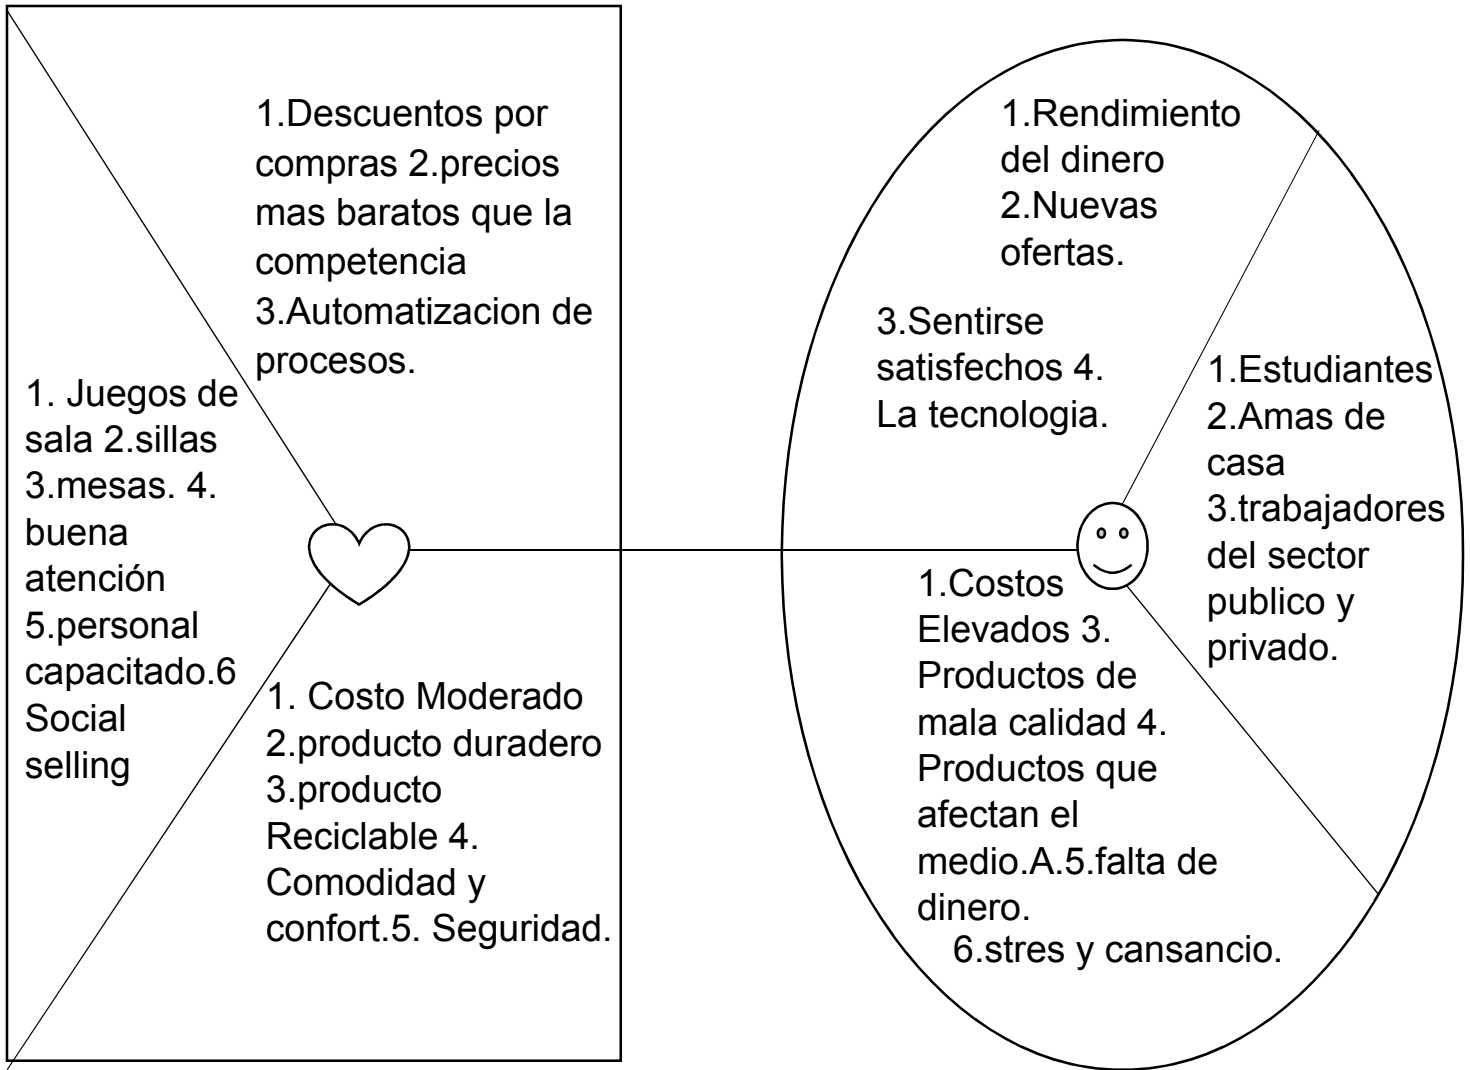 1.Descuentos por
compras 2.precios
mas baratos que la
competencia
3.Automatizacion de
procesos.
1. Juegos de
sala 2.sillas
3.mesas. 4.
buena
atención
5.personal
capacitado.6
Social
selling
1. Costo Moderado
2.producto duradero
3.producto
Reciclable 4.
Comodidad y
confort.5. Seguridad.
1.Rendimiento
del dinero
2.Nuevas
ofertas.
3.Sentirse
satisfechos 4.
La tecnologia.
1.Estudiantes
2.Amas de
casa
3.trabajadores
del sector
publico y
privado.
1.Costos
Elevados 3.
Productos de
mala calidad 4.
Productos que
afectan el
medio.A.5.falta de
dinero.
6.stres y cansancio.